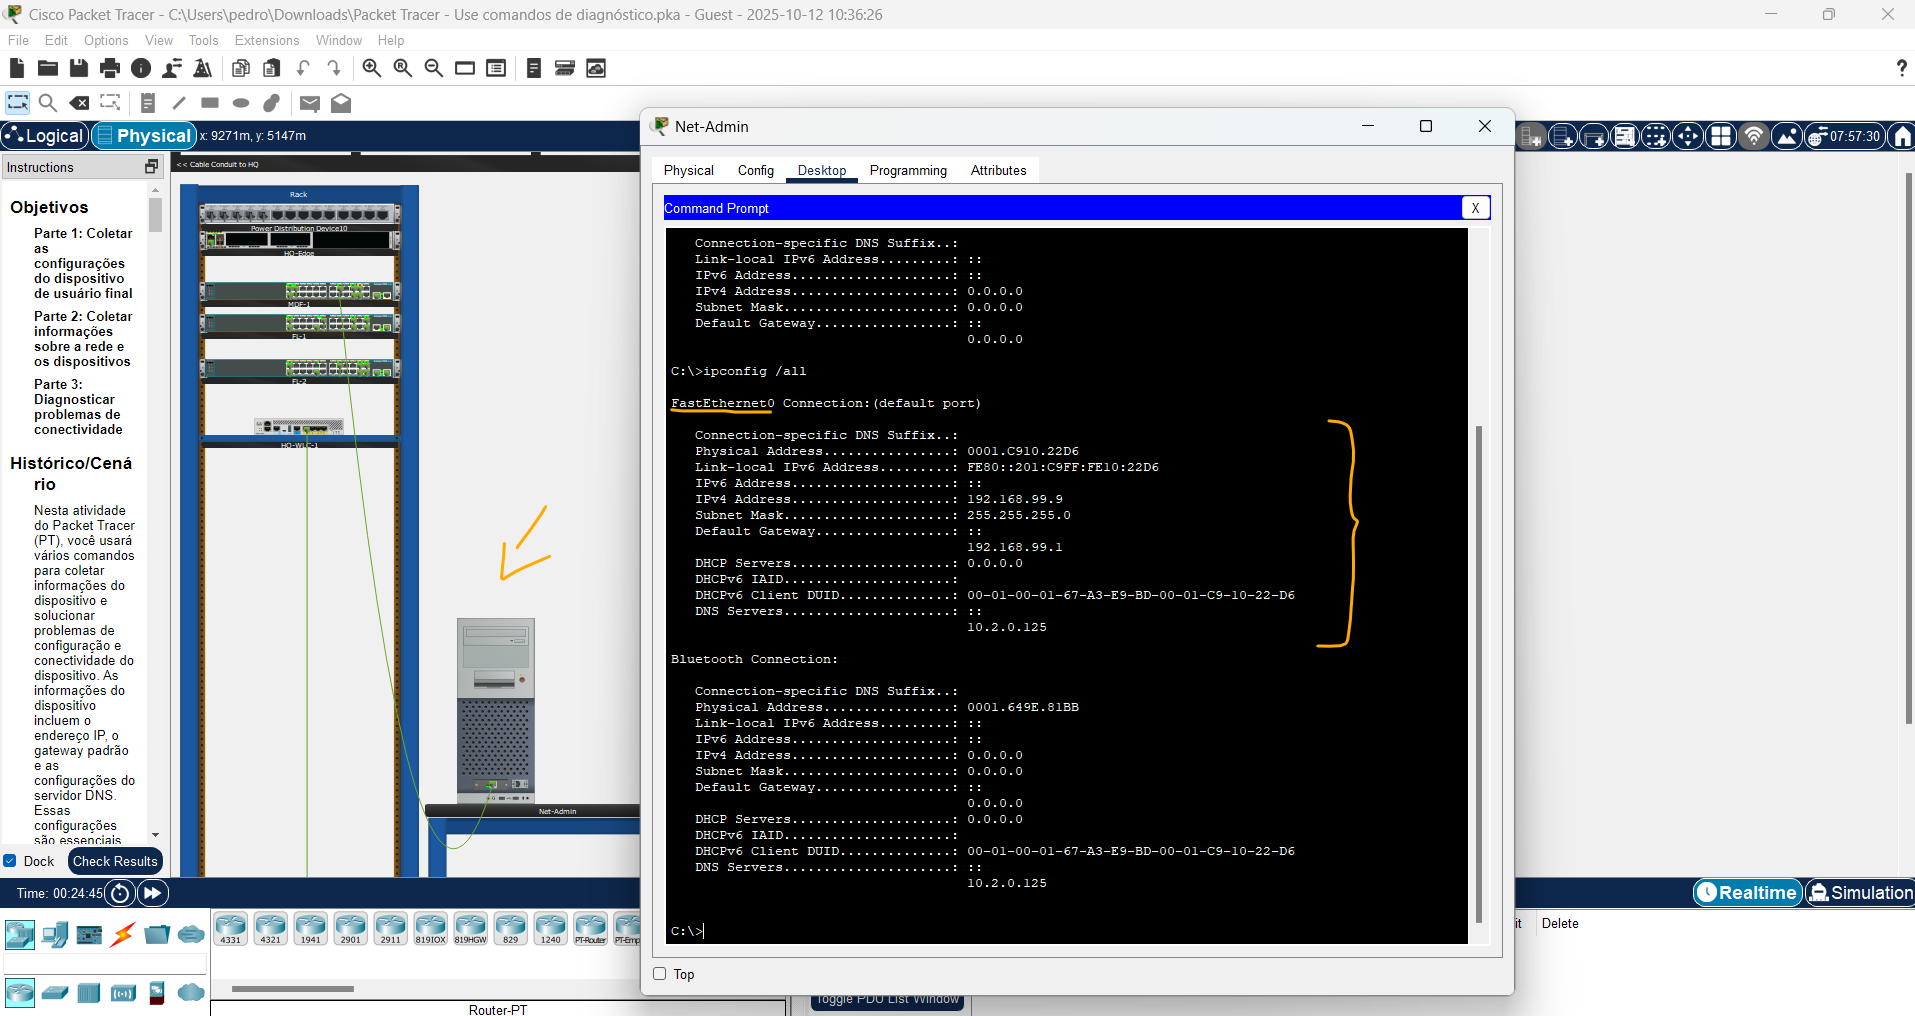 Cisco Packet Tracer - C:\Users\pedro\Downloads\Packet Tracer - Use comandos de diagnóstico.pka - Guest - 2025-10-12 10:36:26
File Edit Options View Tools Extensions Window Help
Logical Physical x: 9271m, y: 5147m
07:57:30
Instructions
Objetivos
Parte 1: Coletar
as
configurações
do dispositivo
de usuário final
Parte 2: Coletar
informações
sobre a rede e
os dispositivos
Parte 3:
Diagnosticar
problemas de
conectividade
Histórico/Cená
rio
Nesta atividade
do Packet Tracer
(PT), você usará
vários comandos
para coletar
informações do
dispositivo e
solucionar
problemas de
configuração e
conectividade do
dispositivo. As
informações do
dispositivo
incluem o
endereço IP, o
gateway padrão
e as
configurações do
servidor DNS.
Essas
configurações
são essenciais
Dock Check Results
Time: 00:24:45
<< Cable Conduit to HQ
Rack
Power Distribution Device10
HQ-Edge
MDF-1
FL-1
FL-2
HQ-WLC-1
Net-Admin
Net-Admin
Physical Config Desktop Programming Attributes
Command Prompt X
Connection-specific DNS Suffix..:
Link-local IPv6 Address.........: ::
IPv6 Address....................: ::
IPv4 Address....................: 0.0.0.0
Subnet Mask.....................: 0.0.0.0
Default Gateway.................: ::
0.0.0.0
C:\>ipconfig /all
FastEthernet0 Connection:(default port)
Connection-specific DNS Suffix..:
Physical Address................: 0001.C910.22D6
Link-local IPv6 Address.........: FE80::201:C9FF:FE10:22D6
IPv6 Address....................: ::
IPv4 Address....................: 192.168.99.9
Subnet Mask.....................: 255.255.255.0
Default Gateway.................: ::
192.168.99.1
DHCP Servers....................: 0.0.0.0
DHCPv6 IAID.....................:
DHCPv6 Client DUID..............: 00-01-00-01-67-A3-E9-BD-00-01-C9-10-22-D6
DNS Servers.....................: ::
10.2.0.125
Bluetooth Connection:
Connection-specific DNS Suffix..:
Physical Address................: 0001.649E.81BB
Link-local IPv6 Address.........: ::
IPv6 Address....................: ::
IPv4 Address....................: 0.0.0.0
Subnet Mask.....................: 0.0.0.0
Default Gateway.................: ::
0.0.0.0
DHCP Servers....................: 0.0.0.0
DHCPv6 IAID.....................:
DHCPv6 Client DUID..............: 00-01-00-01-67-A3-E9-BD-00-01-C9-10-22-D6
DNS Servers.....................: ::
10.2.0.125
C:\>
Top
Realtime Simulation
4331 4321 1941 2901 2911 819IOX 819HGW 829 1240 PT-Router PT-Emp
Router-PT
Toggle PDU List Window
it Delete